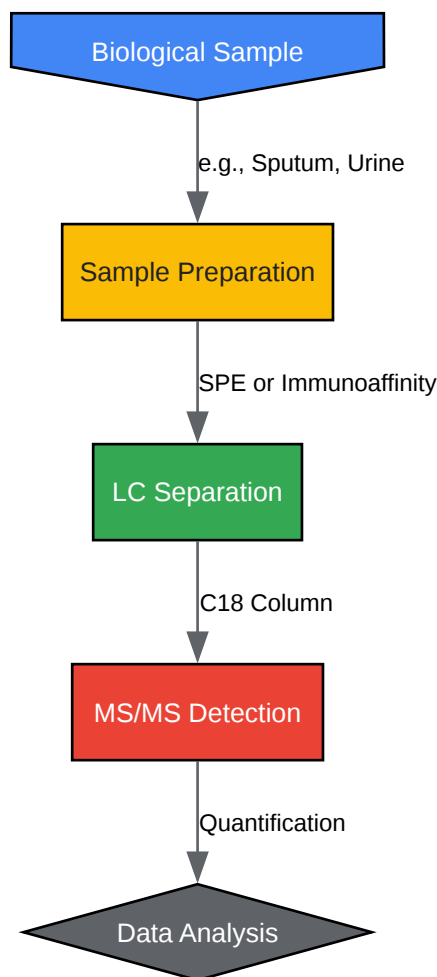 Biological Sample
e.g., Sputum, Urine
Sample Preparation
SPE or Immunoaffinity
LC Separation
C18 Column
MS/MS Detection
Quantification
Data Analysis